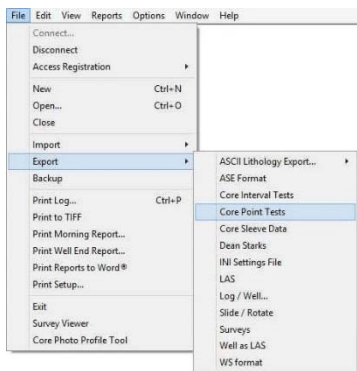 File Edit View Reports Options Window Help
Connect...
Disconnect
Access Registration
New Ctrl+N
Open... Ctrl+O
Close
Import
Export
Backup
Print Log... Ctrl+P
Print to TIFF
Print Morning Report...
Print Well End Report...
Print Reports to Word®
Print Setup...
Exit
Survey Viewer
Core Photo Profile Tool
ASCII Lithology Export...
ASE Format
Core Interval Tests
Core Point Tests
Core Sleeve Data
Dean Starks
INI Settings File
LAS
Log / Well...
Slide / Rotate
Surveys
Well as LAS
WS format